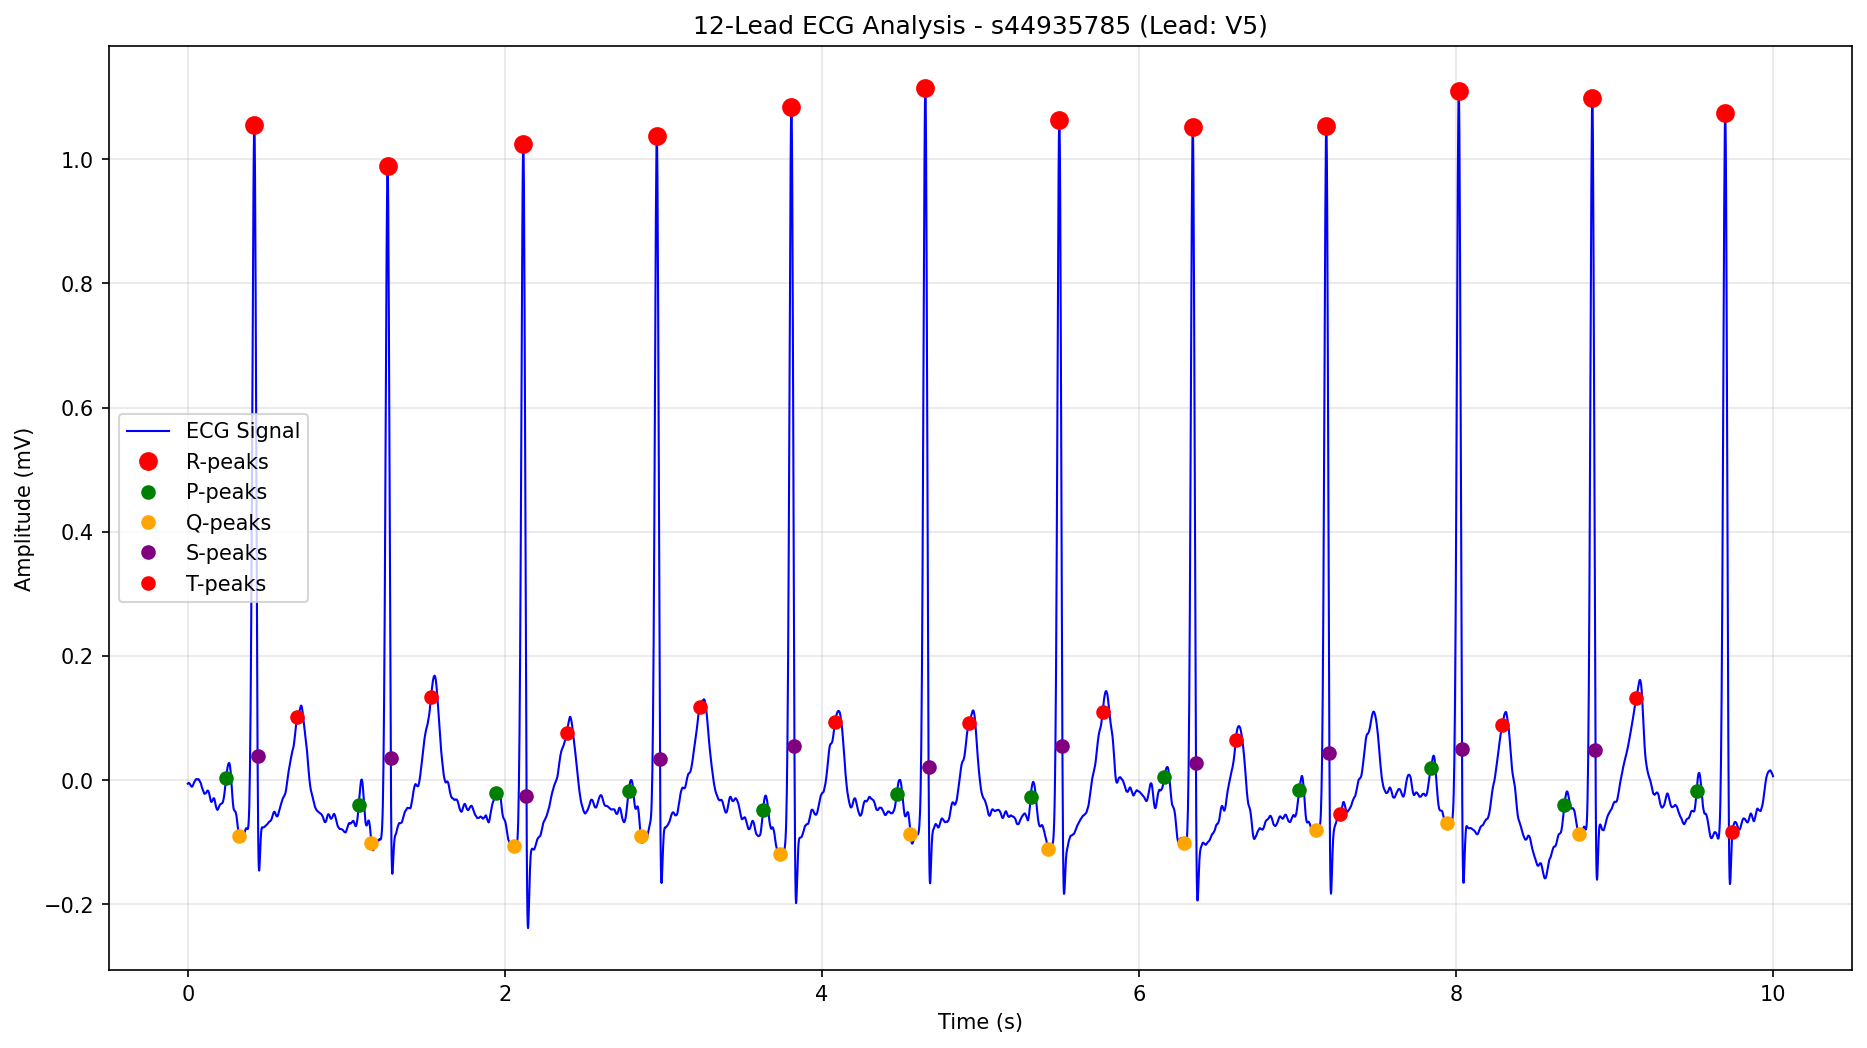 12-Lead ECG Analysis - s44935785 (Lead: V5)
Amplitude (mV)
1.0
0.8
0.6
0.4
0.2
0.0
−0.2
ECG Signal
R-peaks
P-peaks
Q-peaks
S-peaks
T-peaks
0 2 4 6 8 10
Time (s)